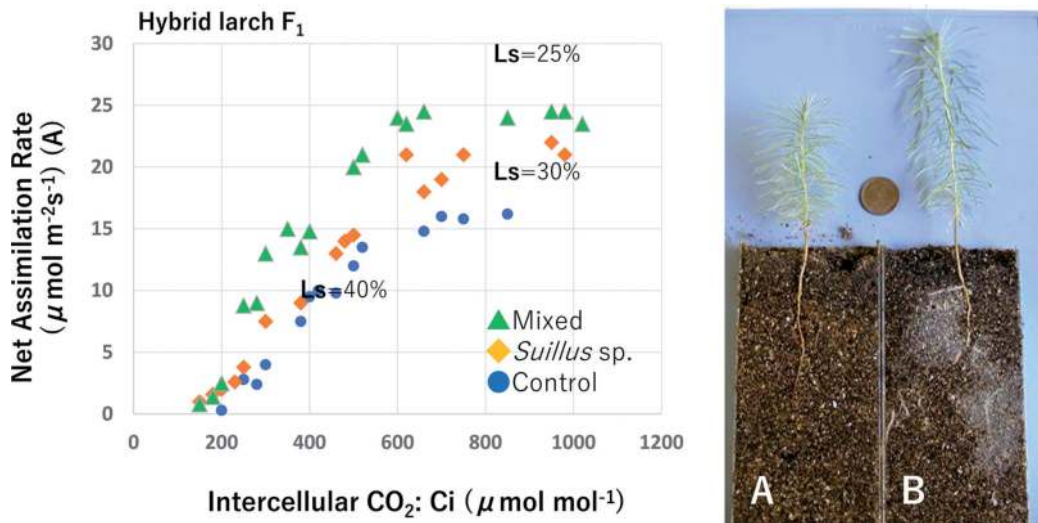 Hybrid larch F₁
Net Assimilation Rate
(μmol m⁻²s⁻¹) (A)
30
25
20
15
10
5
0
Ls=25%
Ls=30%
Ls=40%
Mixed
Suillus sp.
Control
0
200
400
600
800
1000
1200
Intercellular CO₂: Ci (μmol mol⁻¹)
A
B